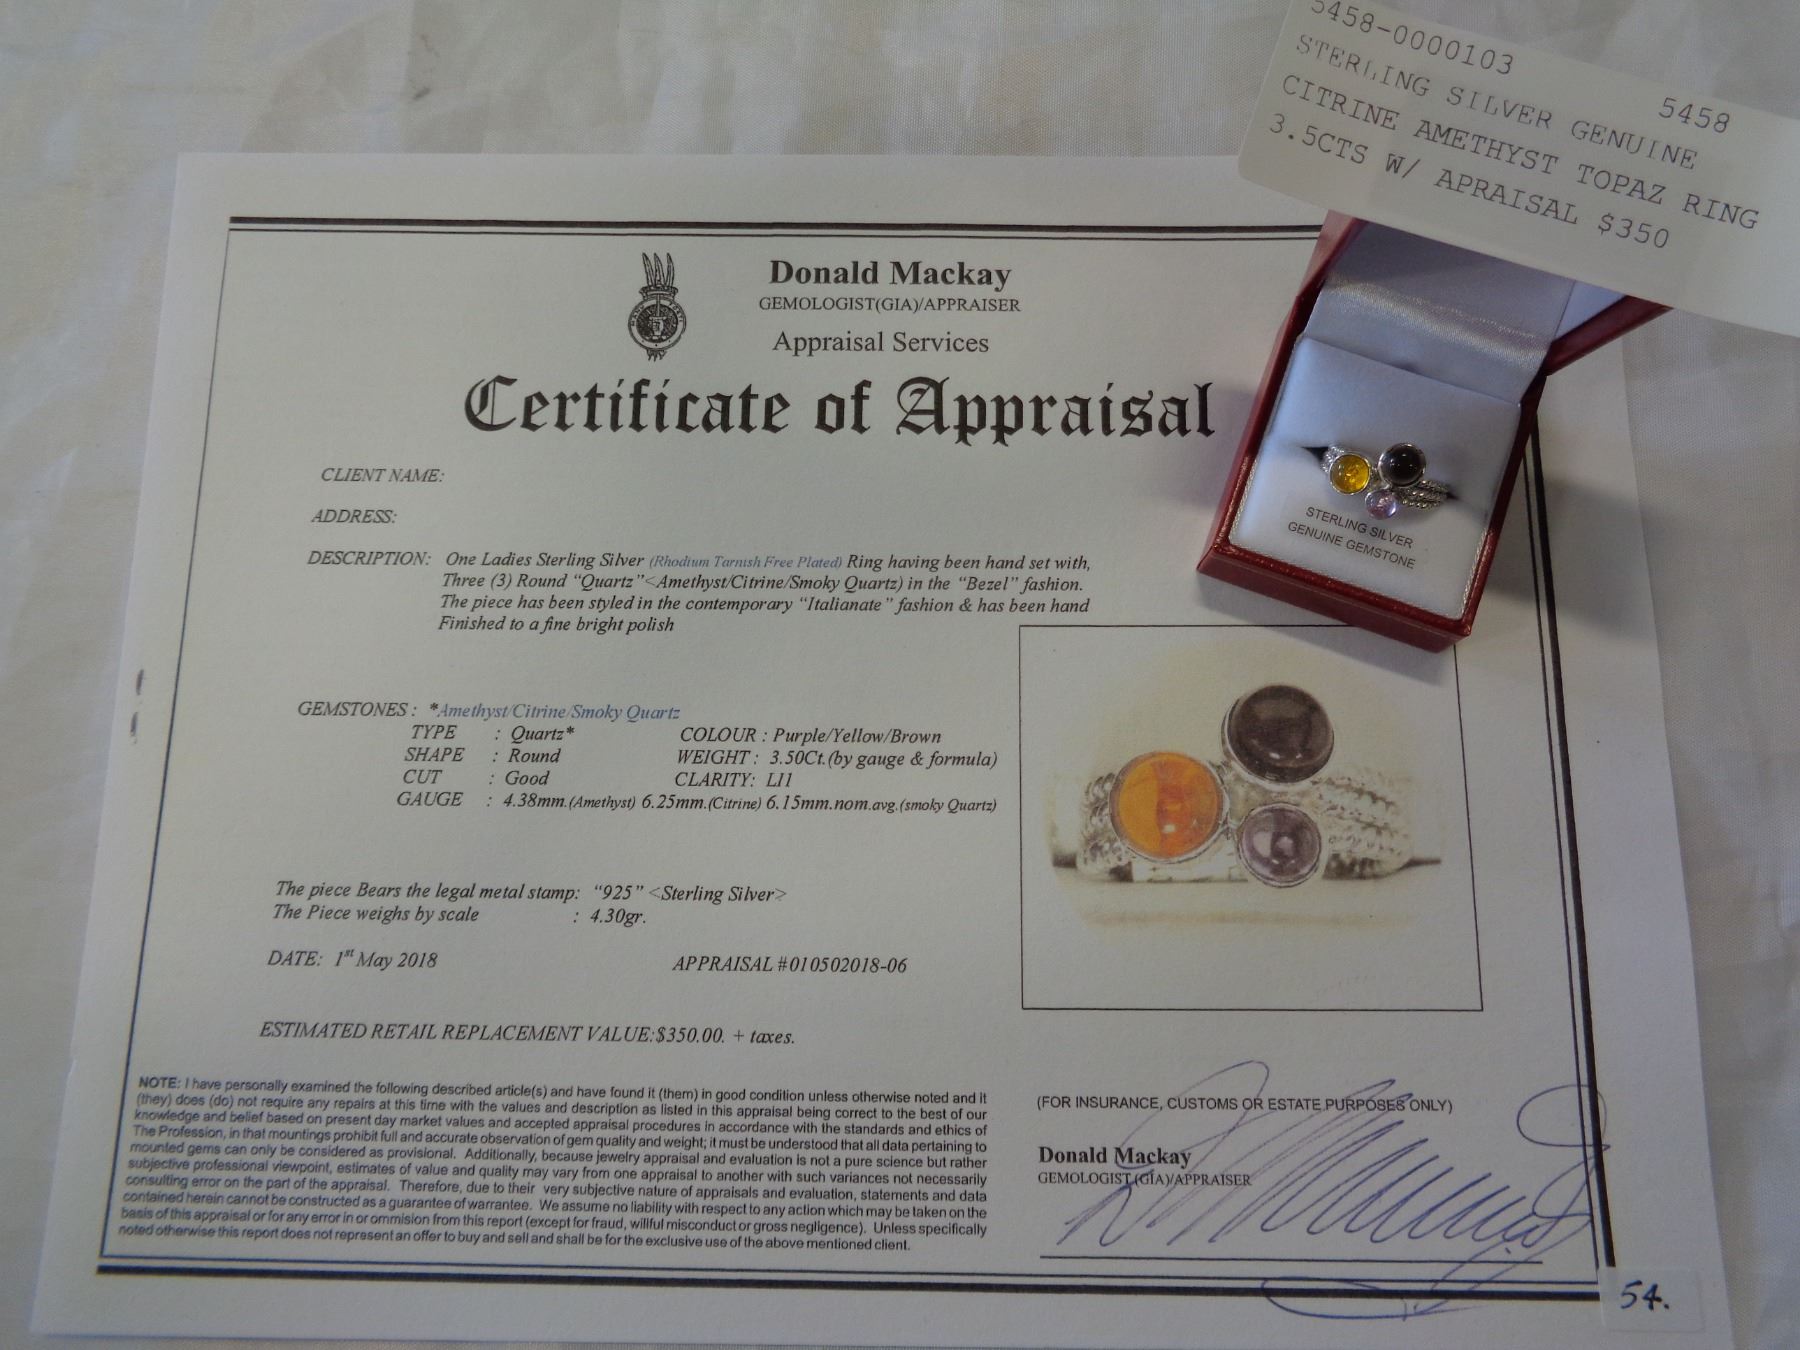 5458-0000103 5458
STERLING SILVER GENUINE
CITRINE AMETHYST TOPAZ RING
3.5CTS W/ APRAISAL $350
Donald Mackay
GEMOLOGIST(GIA)/APPRAISER
Appraisal Services
Certificate of Appraisal
CLIENT NAME:
ADDRESS:
DESCRIPTION: One Ladies Sterling Silver (Rhodium Tarnish Free Plated) Ring having been hand set with,
Three (3) Round "Quartz"<Amethyst/Citrine/Smoky Quartz) in the "Bezel" fashion.
The piece has been styled in the contemporary "Italianate" fashion & has been hand
Finished to a fine bright polish
STERLING SILVER
GENUINE GEMSTONE
GEMSTONES : *Amethyst/Citrine/Smoky Quartz
TYPE : Quartz* COLOUR : Purple/Yellow/Brown
SHAPE : Round WEIGHT : 3.50Ct.(by gauge & formula)
CUT : Good CLARITY: LI1
GAUGE : 4.38mm.(Amethyst) 6.25mm.(Citrine) 6.15mm.nom.avg.(smoky Quartz)
The piece Bears the legal metal stamp: "925" <Sterling Silver>
The Piece weighs by scale : 4.30gr.
DATE: 1st May 2018 APPRAISAL #010502018-06
ESTIMATED RETAIL REPLACEMENT VALUE:$350.00. + taxes.
NOTE: I have personally examined the following described article(s) and have found it (them) in good condition unless otherwise noted and it
(they) does (do) not require any repairs at this time with the values and description as listed in this appraisal being correct to the best of our
knowledge and belief based on present day market values and accepted appraisal procedures in accordance with the standards and ethics of
The Profession, in that mountings prohibit full and accurate observation of gem quality and weight; it must be understood that all data pertaining to
mounted gems can only be considered as provisional. Additionally, because jewelry appraisal and evaluation is not a pure science but rather
subjective professional viewpoint, estimates of value and quality may vary from one appraisal to another with such variances not necessarily
consulting error on the part of the appraisal. Therefore, due to their very subjective nature of appraisals and evaluation, statements and data
contained herein cannot be constructed as a guarantee of warrantee. We assume no liability with respect to any action which may be taken on the
basis of this appraisal or for any error in or ommision from this report (except for fraud, willful misconduct or gross negligence). Unless specifically
noted otherwise this report does not represent an offer to buy and sell and shall be for the exclusive use of the above mentioned client.
(FOR INSURANCE, CUSTOMS OR ESTATE PURPOSES ONLY)
Donald Mackay
GEMOLOGIST (GIA)/APPRAISER
54.